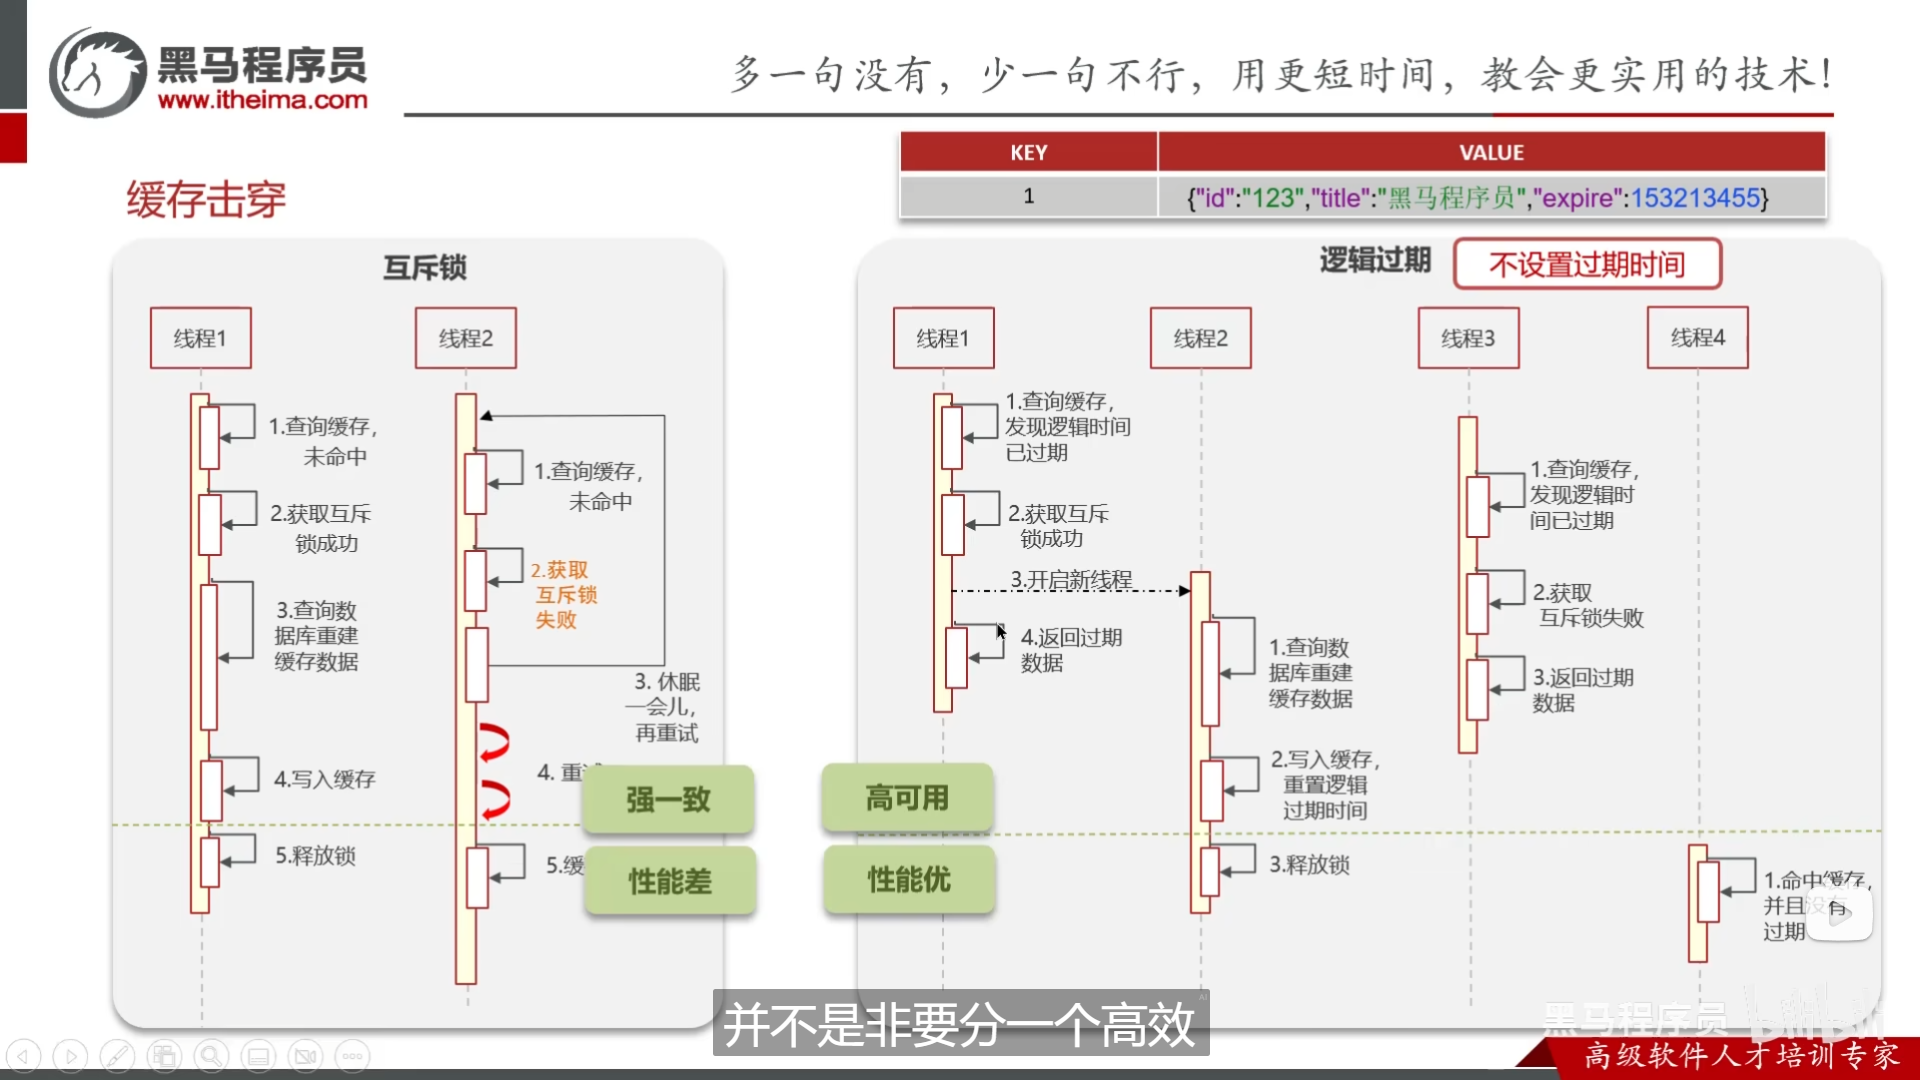 黑马程序员
www.itheima.com
多一句没有，少一句不行，用更短时间，教会更实用的技术！
KEY
VALUE
1
{"id":"123","title":"黑马程序员","expire":153213455}
缓存击穿
互斥锁
线程1
线程2
1.查询缓存，
未命中
2.获取互斥
锁成功
3.查询数
据库重建
缓存数据
4.写入缓存
5.释放锁
1.查询缓存，
未命中
2.获取
互斥锁
失败
3. 休眠
一会儿，
再重试
4. 重
5.缓
强一致
性能差
逻辑过期
不设置过期时间
线程1
线程2
线程3
线程4
1.查询缓存，
发现逻辑时间
已过期
2.获取互斥
锁成功
3.开启新线程
4.返回过期
数据
1.查询数
据库重建
缓存数据
2.写入缓存，
重置逻辑
过期时间
3.释放锁
1.查询缓存，
发现逻辑时
间已过期
2.获取
互斥锁失败
3.返回过期
数据
1.命中缓存，
并且没有
过期
高可用
性能优
并不是非要分一个高效
黑马程序员
bilibili
高级软件人才培训专家